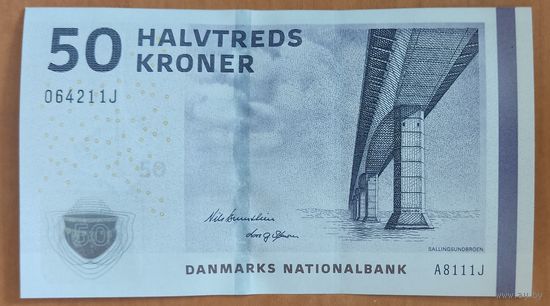 50 HALVTREDS
KRONER
064211J
50
50
SALLINGSUNDBROEN
DANMARKS NATIONALBANK
A8111J